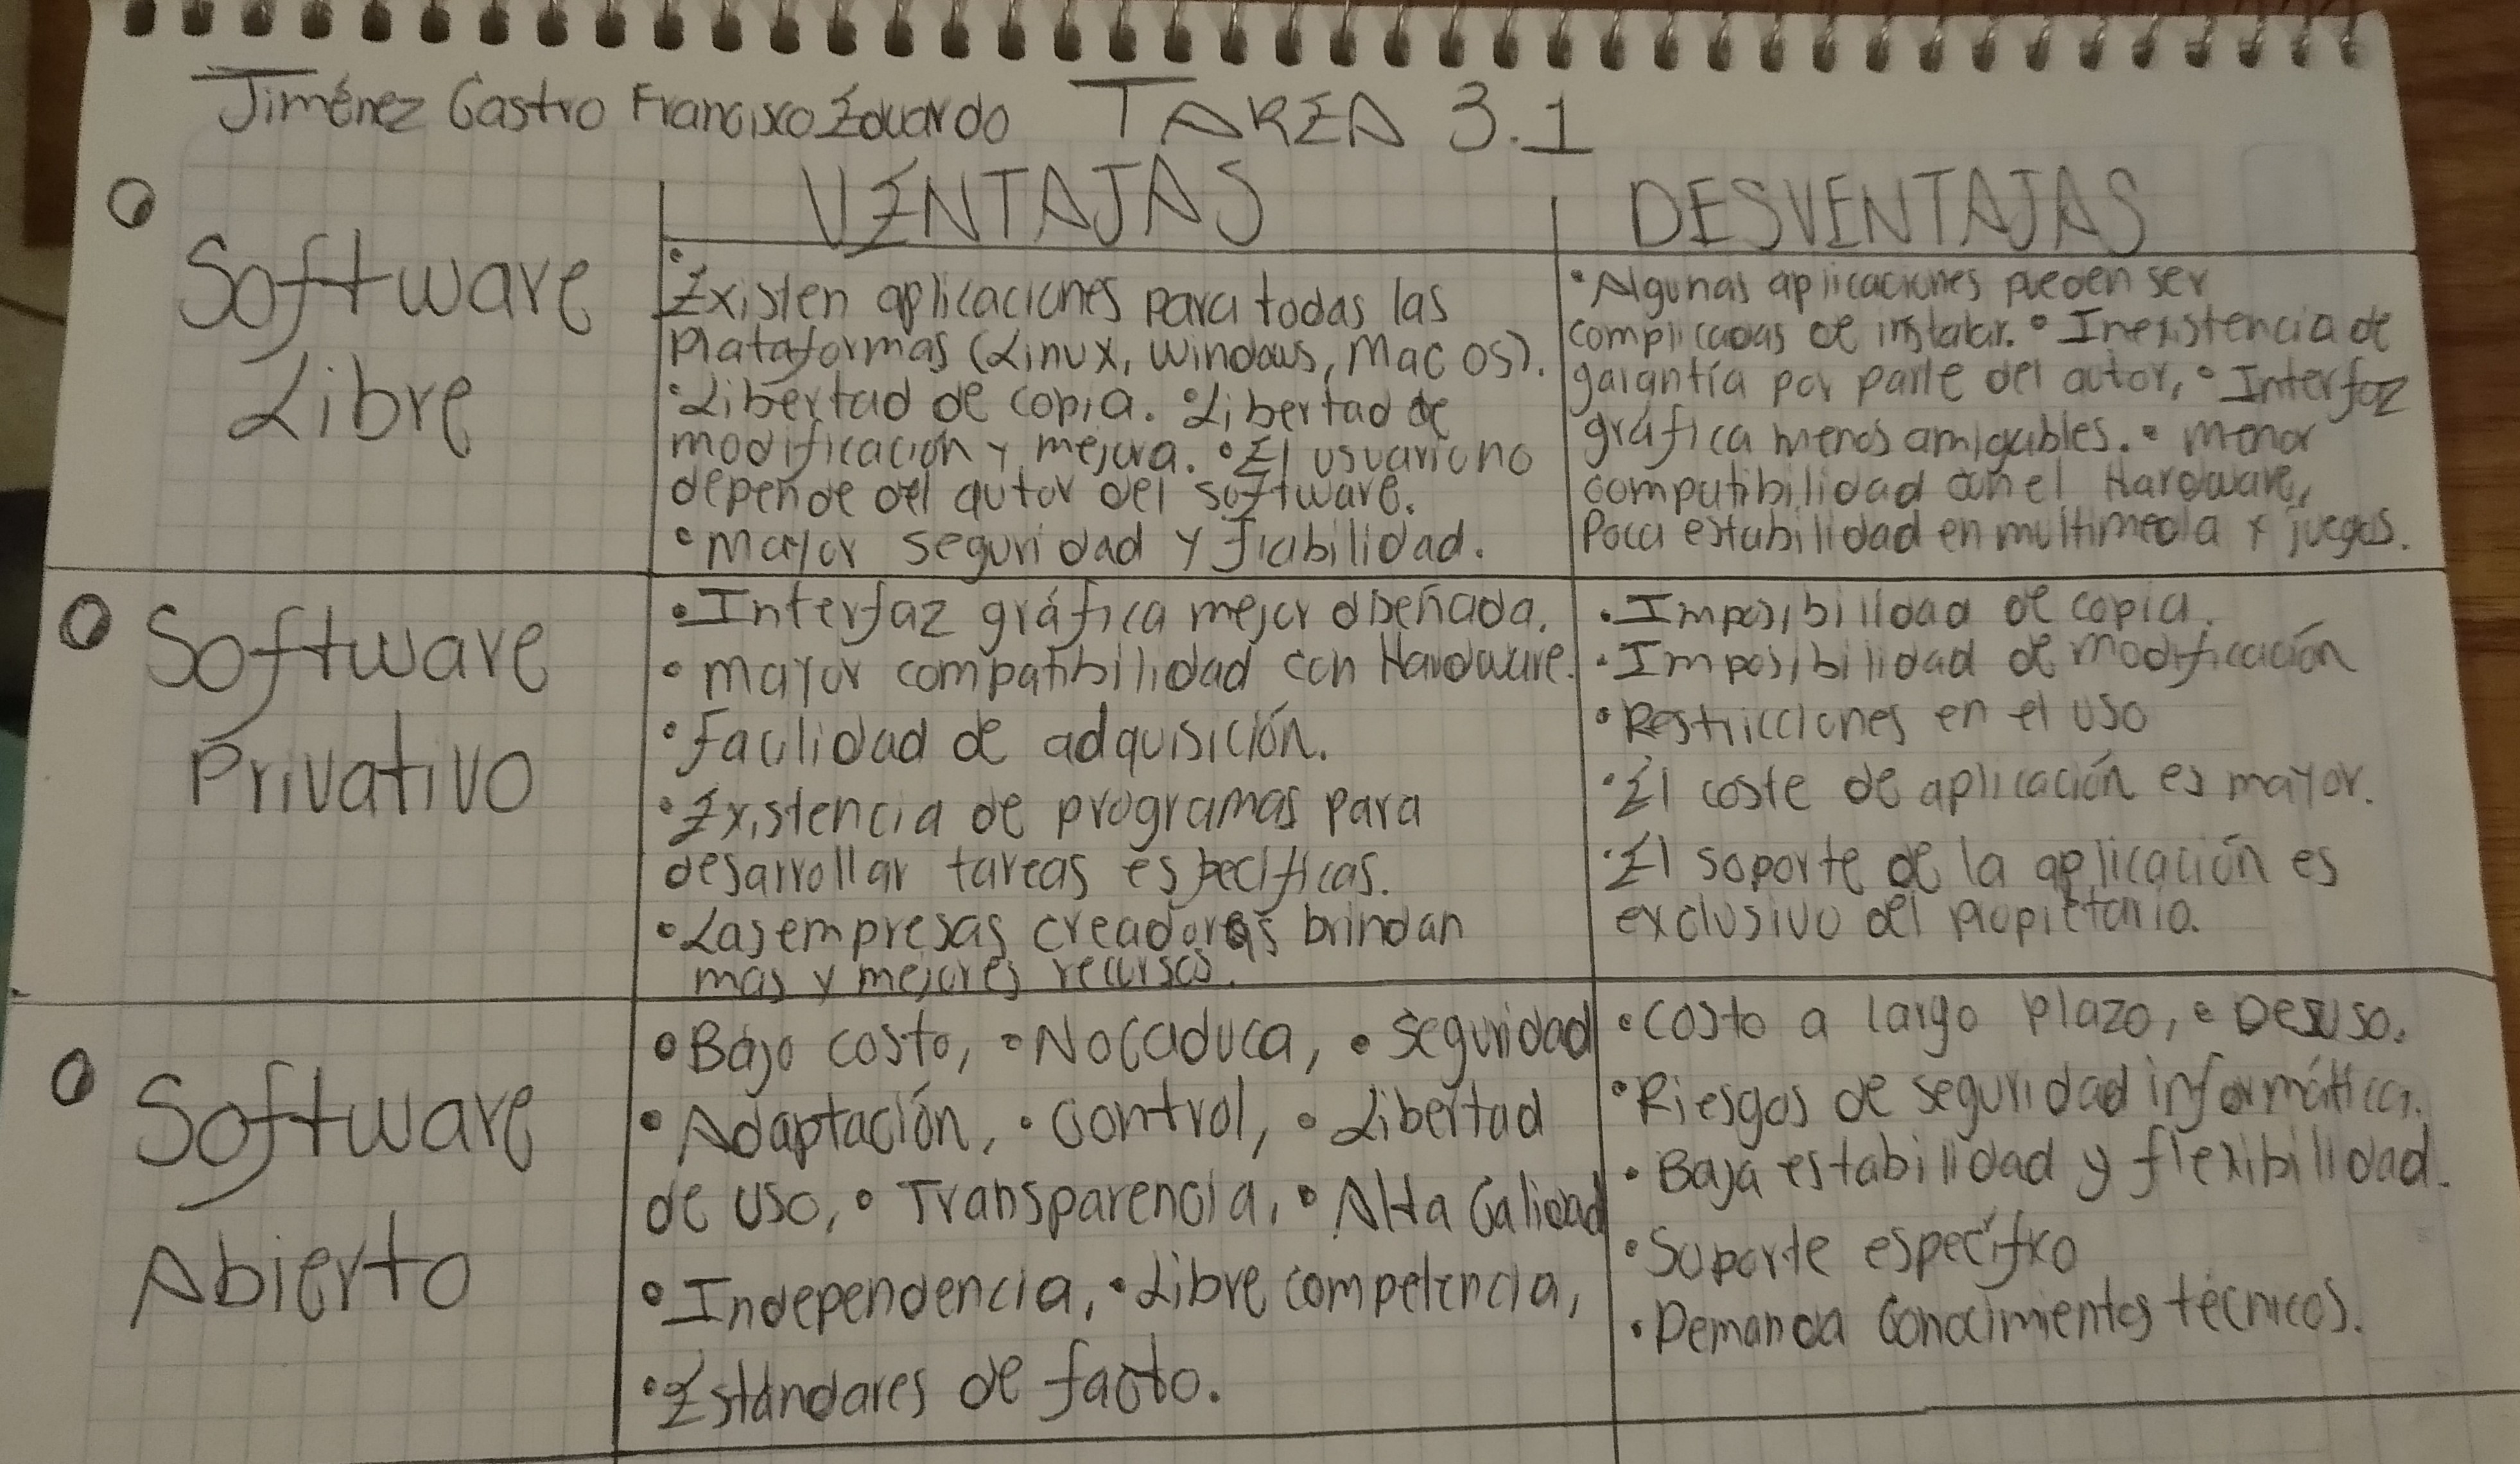 Jiménez Castro Francisco Eduardo TAREA 3.1
VENTAJAS
DESVENTAJAS
• Software
Libre
• Existen aplicaciones para todas las
Plataformas (Linux, Windows, Mac OS).
• Libertad de copia. • Libertad de
modificación y mejora. • El usuario no
depende del autor del software.
• Mayor seguridad y fiabilidad.
• Algunas aplicaciones pueden ser
complicadas de instalar. • Inexistencia de
garantía por parte del autor, • Interfaz
gráfica menos amigables. • Menor
compatibilidad con el Hardware,
Poca estabilidad en multimedia y juegos.
• Software
Privativo
• Interfaz gráfica mejor diseñada.
• Mayor compatibilidad con Hardware.
• Facilidad de adquisición.
• Existencia de programas para
desarrollar tareas específicas.
• Las empresas creadoras brindan
mas y mejores recursos.
• Imposibilidad de copia.
• Imposibilidad de modificación
• Restricciones en el uso
• El coste de aplicación es mayor.
• El soporte de la aplicación es
exclusivo del propietario.
• Software
Abierto
• Bajo costo, • No caduca, • Seguridad
• Adaptación, • Control, • Libertad
de uso, • Transparencia, • Alta Calidad
• Independencia, • Libre competencia,
• Estándares de facto.
• Costo a largo plazo, • Desuso.
• Riesgos de seguridad informática.
• Baja estabilidad y flexibilidad.
• Soporte específico
• Demanda Conocimientos técnicos.